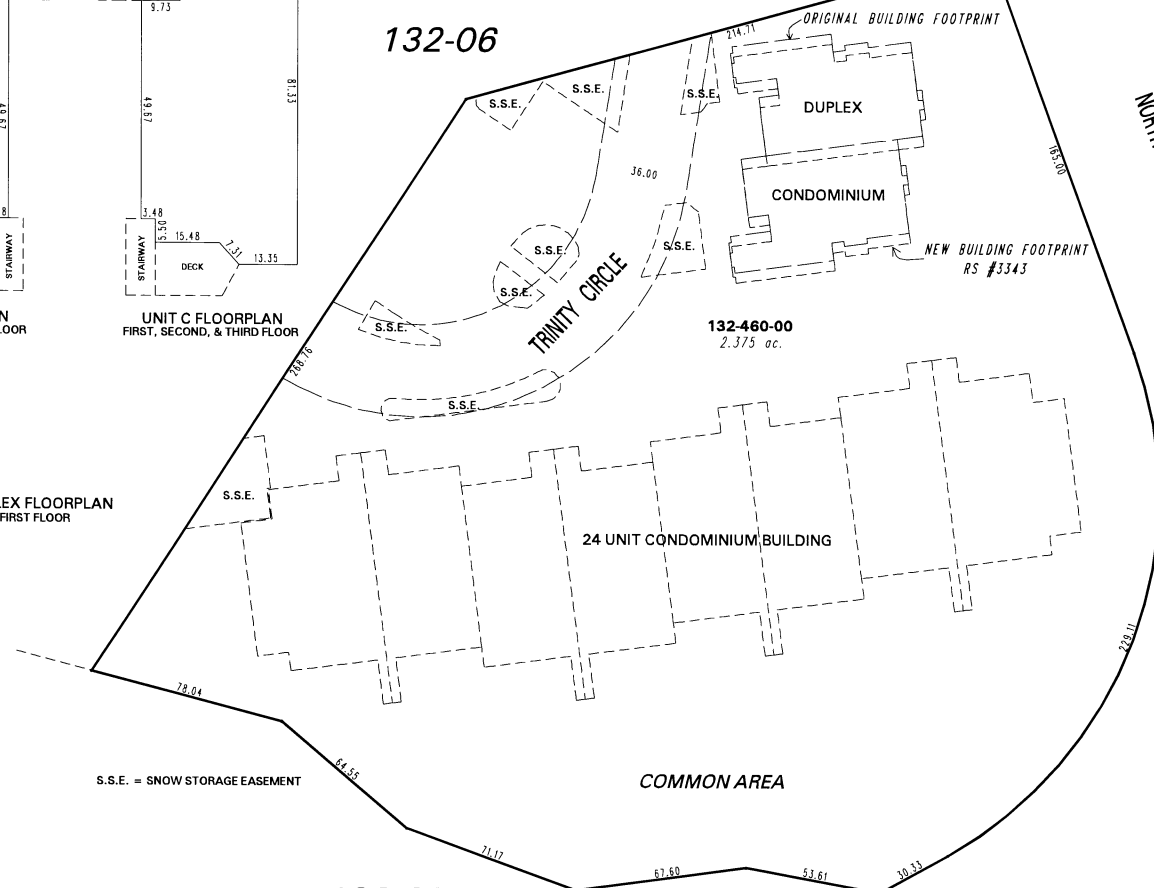 9.73
132-06
214.71
ORIGINAL BUILDING FOOTPRINT
81.33
49.67
49.67
S.S.E.
S.S.E.
S.S.E.
DUPLEX
165.00
36.00
CONDOMINIUM
8
3.48
5.50
15.48
7.31
13.35
STAIRWAY
STAIRWAY
DECK
S.S.E.
S.S.E.
S.S.E.
S.S.E.
NEW BUILDING FOOTPRINT
RS #3343
TRINITY CIRCLE
N
OOR
UNIT C FLOORPLAN
FIRST, SECOND, & THIRD FLOOR
132-460-00
2.375 ac.
268.76
S.S.E.
S.S.E.
EX FLOORPLAN
FIRST FLOOR
24 UNIT CONDOMINIUM BUILDING
229.11
78.04
64.55
S.S.E. = SNOW STORAGE EASEMENT
COMMON AREA
71.17
67.60
53.61
30.33